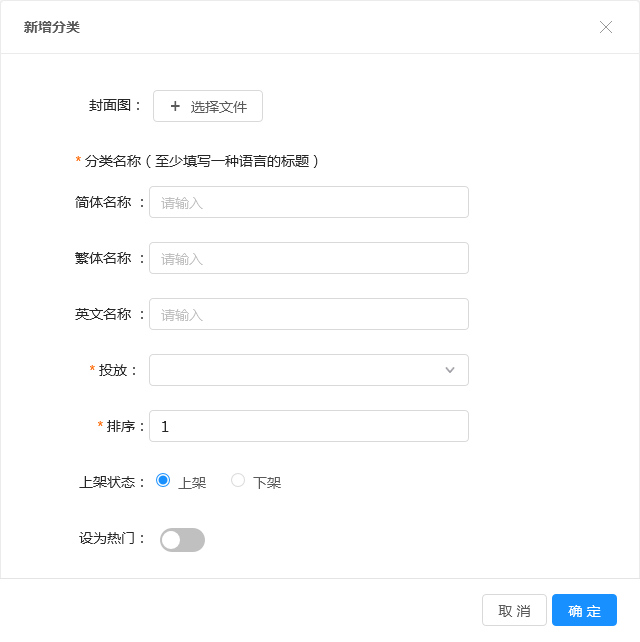 新增分类
封面图： + 选择文件
* 分类名称（至少填写一种语言的标题）
简体名称 ： 请输入
繁体名称 ： 请输入
英文名称 ： 请输入
* 投放：
* 排序： 1
上架状态： 上架 下架
设为热门：
取消 确定